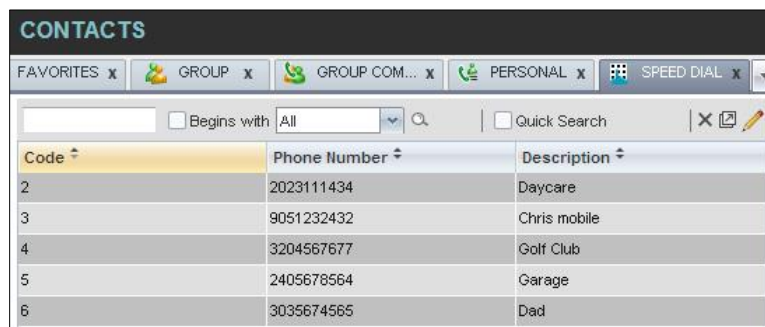 CONTACTS
FAVORITES x GROUP x GROUP COM... x PERSONAL x SPEED DIAL x
Begins with All Quick Search
Code Phone Number Description
2 2023111434 Daycare
3 9051232432 Chris mobile
4 3204567677 Golf Club
5 2405678564 Garage
6 3035674565 Dad